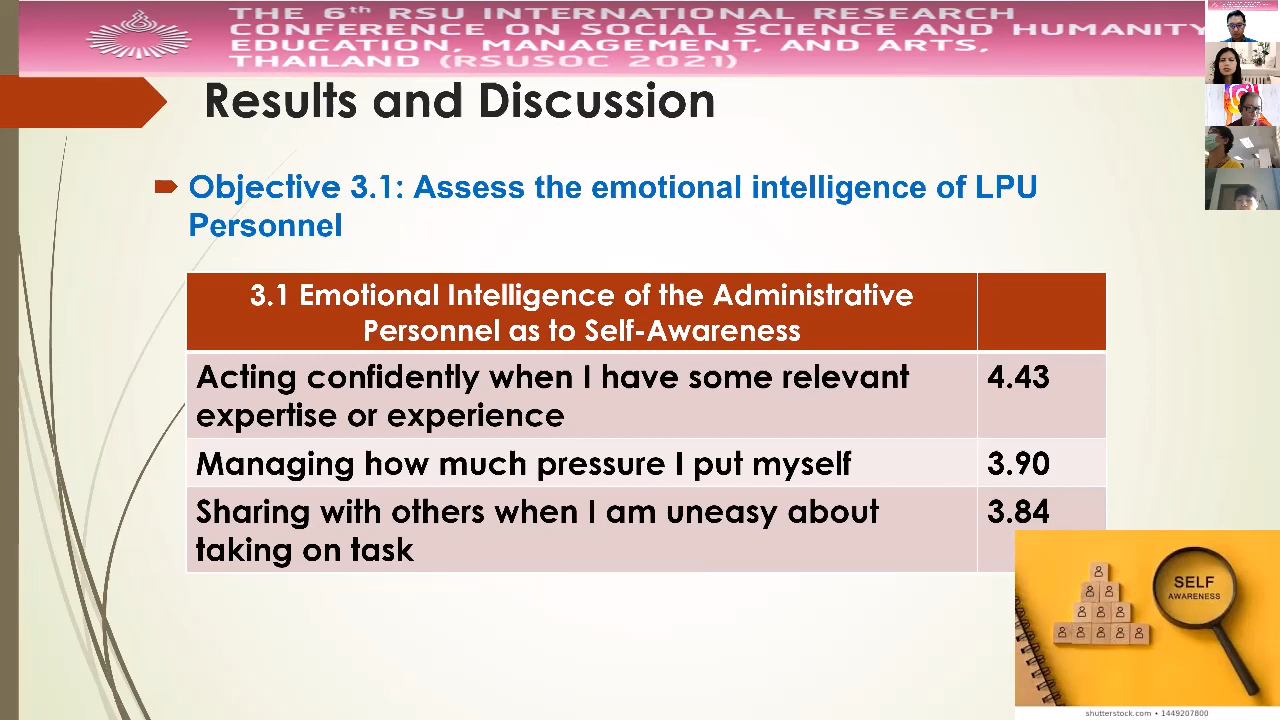 THE 6th RSU INTERNATIONAL RESEARCH
CONFERENCE ON SOCIAL SCIENCE AND HUMANITY
EDUCATION, MANAGEMENT, AND ARTS,
THAILAND (RSUSOC 2021)
Results and Discussion
Objective 3.1: Assess the emotional intelligence of LPU
Personnel
3.1 Emotional Intelligence of the Administrative
Personnel as to Self-Awareness
Acting confidently when I have some relevant
expertise or experience
4.43
Managing how much pressure I put myself
3.90
Sharing with others when I am uneasy about
taking on task
3.84
SELF
AWARENESS
shutterstock.com • 1449207800